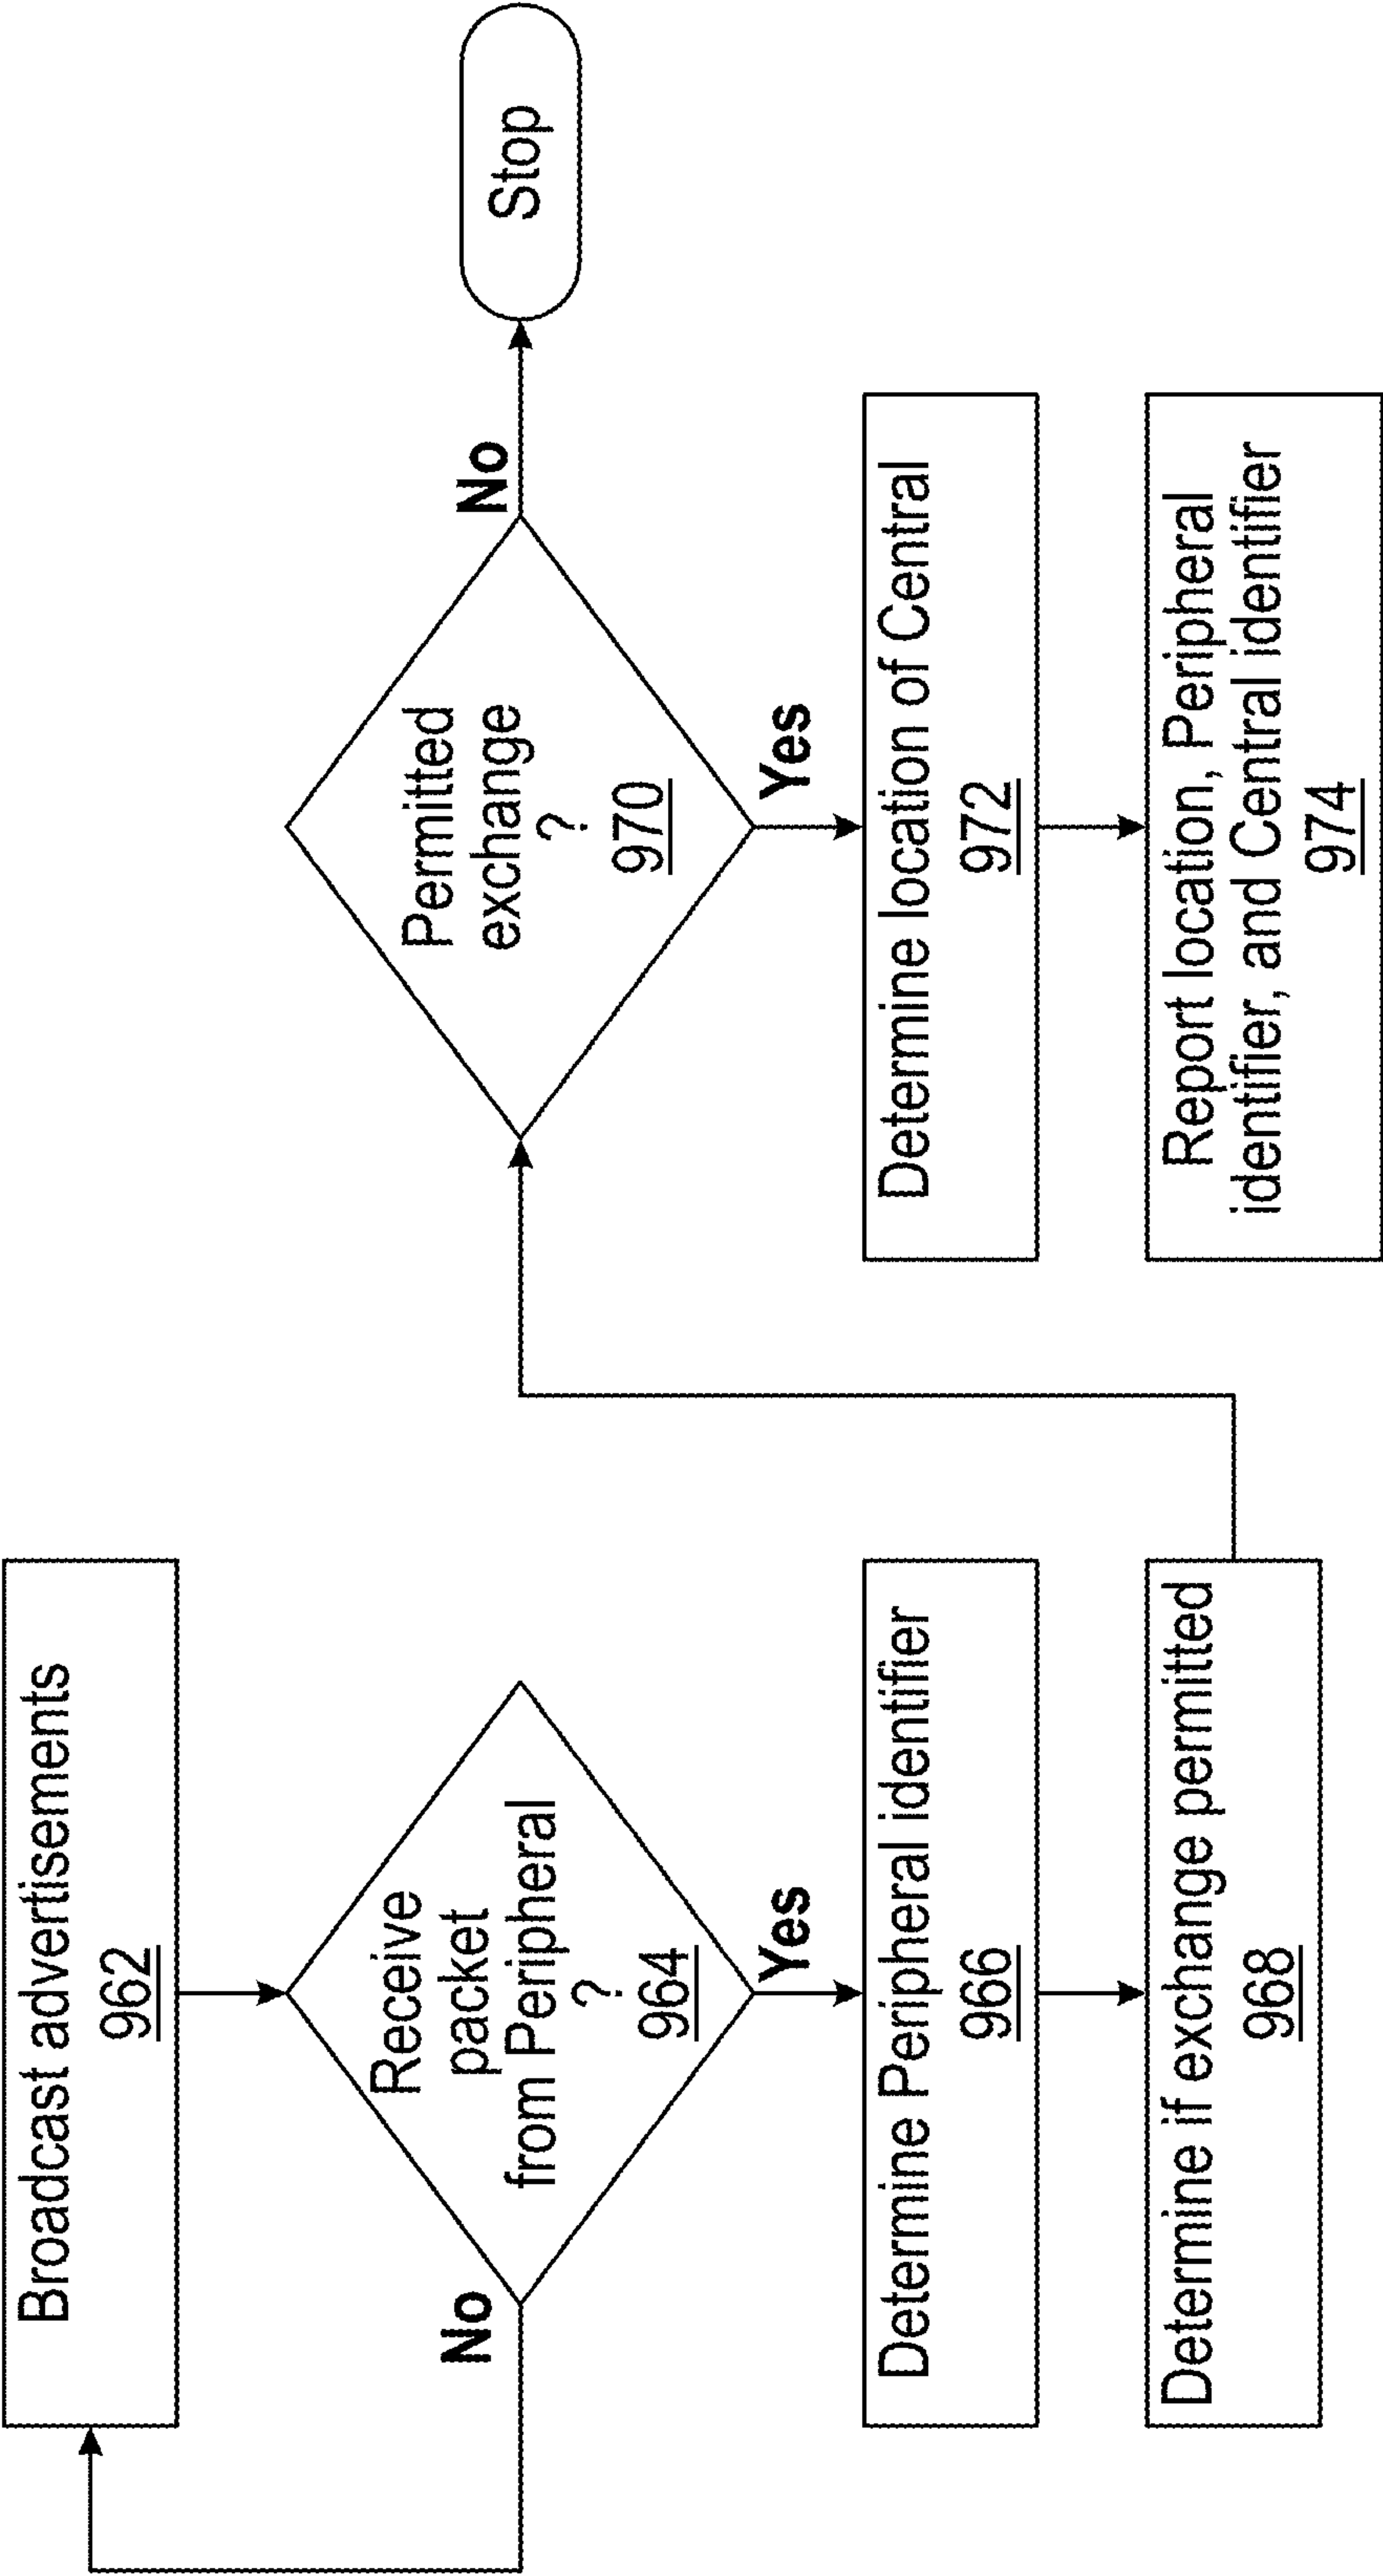 Broadcast advertisements
962
Receive
packet
from Peripheral
?
964
No
Yes
Determine Peripheral identifier
966
Determine if exchange permitted
968
Permitted
exchange
?
970
No
Stop
Yes
Determine location of Central
972
Report location, Peripheral
identifier, and Central identifier
974